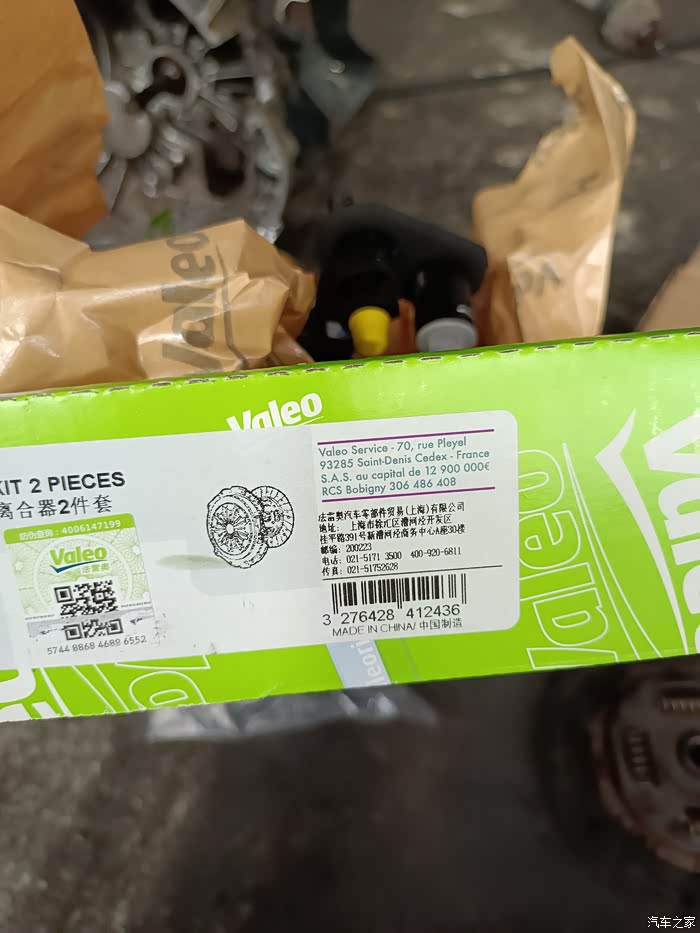 Valeo
Va
Valeo
KIT 2 PIECES
离合器2件套
防伪查询：4006147199
Valeo
法雷奥
5744 8868 4689 6552
Valeo Service - 70, rue Pleyel
93285 Saint-Denis Cedex - France
S.A.S. au capital de 12 900 000€
RCS Bobigny 306 486 408
法雷奥汽车零部件贸易(上海)有限公司
地址: 上海市徐汇区漕河泾开发区
桂平路391号新漕河泾商务中心A座30楼
邮编: 200223
电话: 021-5171 3500 400-920-6811
传真: 021-51752628
3 276428 412436
MADE IN CHINA/ 中国制造
Valeo
Valeo
汽车之家